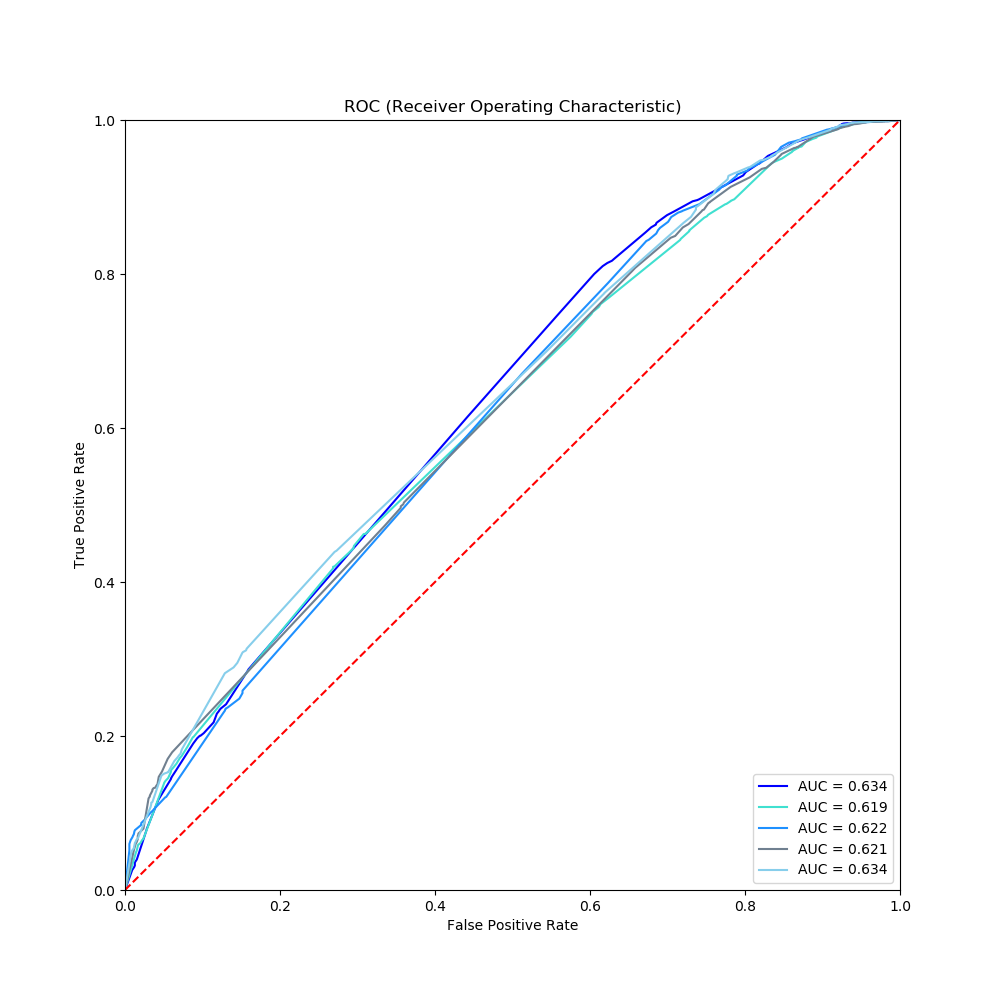 ROC (Receiver Operating Characteristic)
1.0
0.8
0.6
0.4
0.2
0.0
True Positive Rate
AUC = 0.634
AUC = 0.619
AUC = 0.622
AUC = 0.621
AUC = 0.634
0.0 0.2 0.4 0.6 0.8 1.0
False Positive Rate